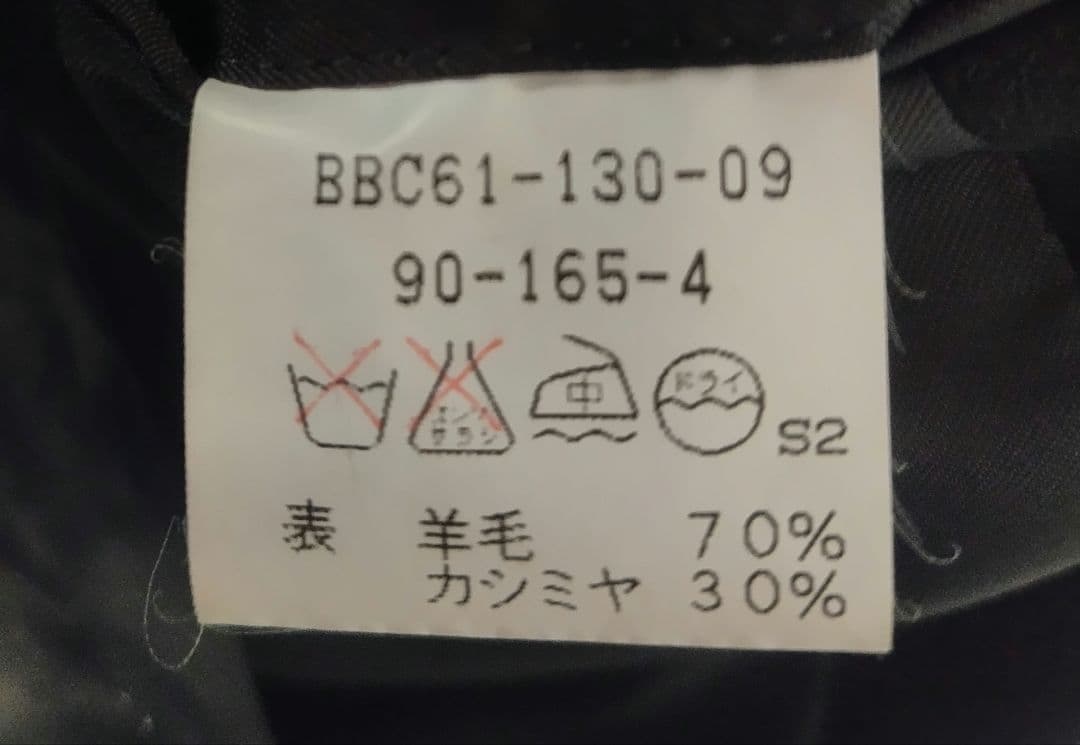 BBC61-130-09
90-165-4
エンソ
サラシ
中
ドライ
S2
表 羊毛 70%
カシミヤ 30%